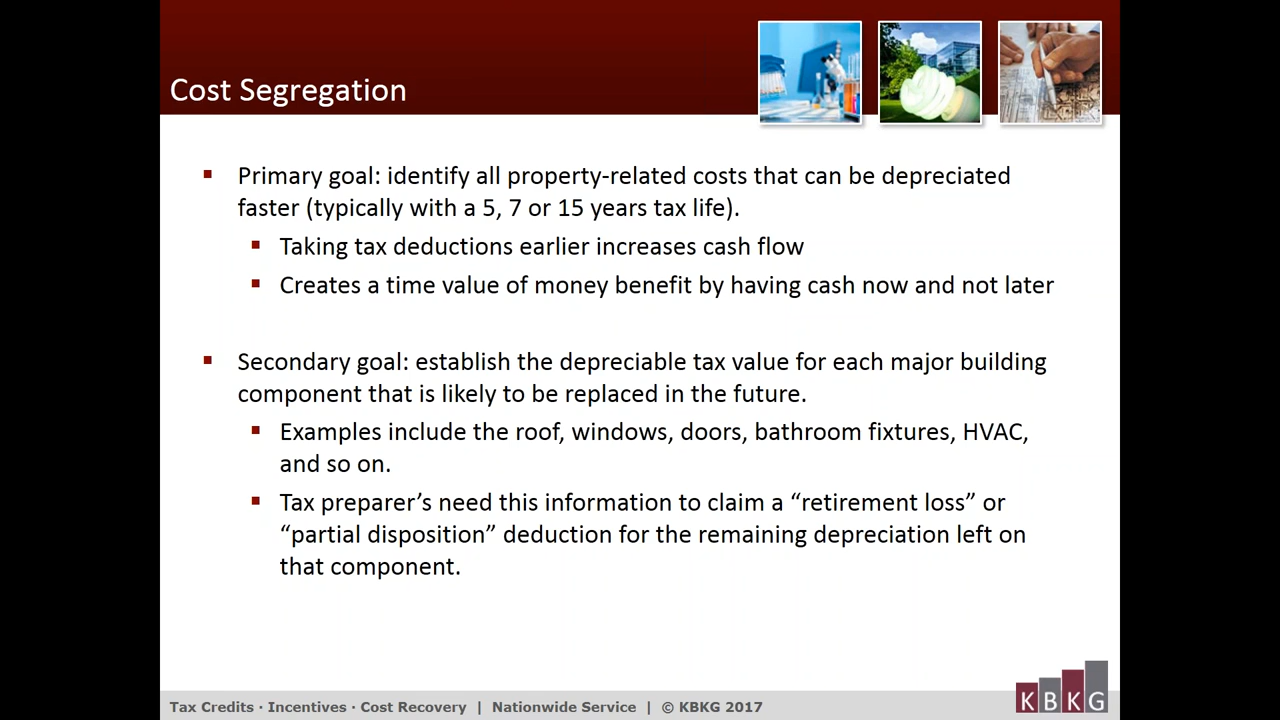 Cost Segregation
Primary goal: identify all property-related costs that can be depreciated
faster (typically with a 5, 7 or 15 years tax life).
Taking tax deductions earlier increases cash flow
Creates a time value of money benefit by having cash now and not later
Secondary goal: establish the depreciable tax value for each major building
component that is likely to be replaced in the future.
Examples include the roof, windows, doors, bathroom fixtures, HVAC,
and so on.
Tax preparer’s need this information to claim a “retirement loss” or
“partial disposition” deduction for the remaining depreciation left on
that component.
Tax Credits · Incentives · Cost Recovery | Nationwide Service | © KBKG 2017
KBKG